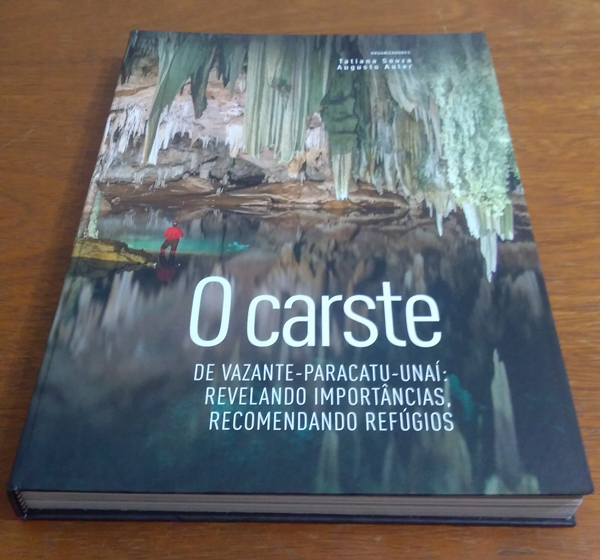 ORGANIZADORES
Tatiana Souza
Augusto Auler
O carste
DE VAZANTE-PARACATU-UNAÍ:
REVELANDO IMPORTÂNCIAS,
RECOMENDANDO REFÚGIOS